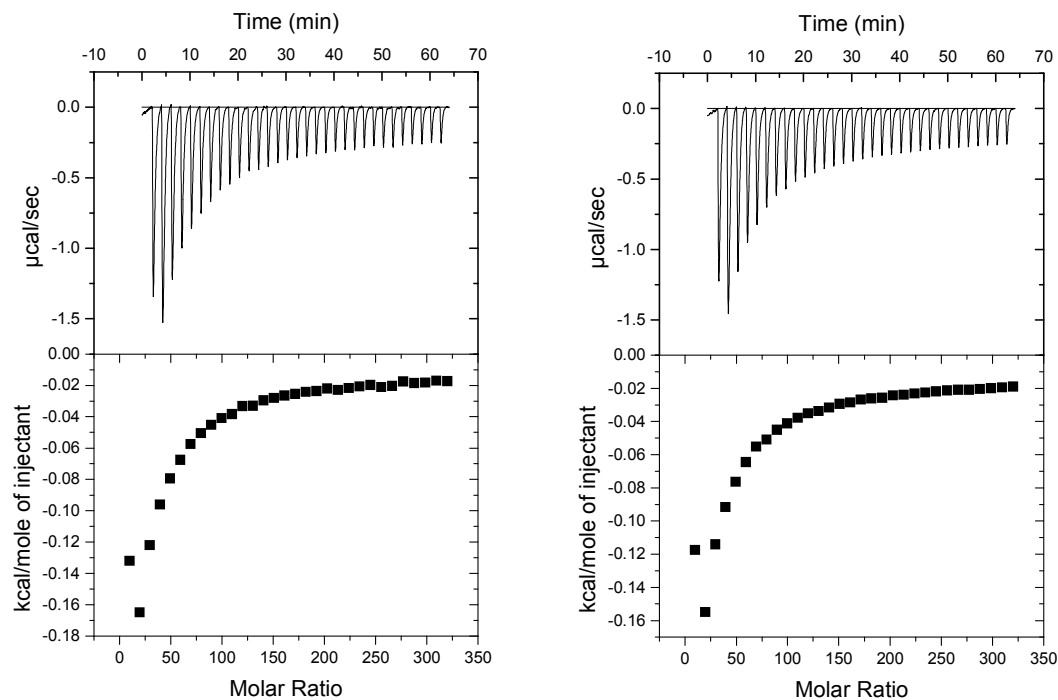 Time (min)
-10 0 10 20 30 40 50 60 70
0.0
-0.5
-1.0
-1.5
µcal/sec
0.00
-0.02
-0.04
-0.06
-0.08
-0.10
-0.12
-0.14
-0.16
-0.18
kcal/mole of injectant
0 50 100 150 200 250 300 350
Molar Ratio
Time (min)
-10 0 10 20 30 40 50 60 70
0.0
-0.5
-1.0
-1.5
µcal/sec
0.00
-0.02
-0.04
-0.06
-0.08
-0.10
-0.12
-0.14
-0.16
kcal/mole of injectant
0 50 100 150 200 250 300 350
Molar Ratio